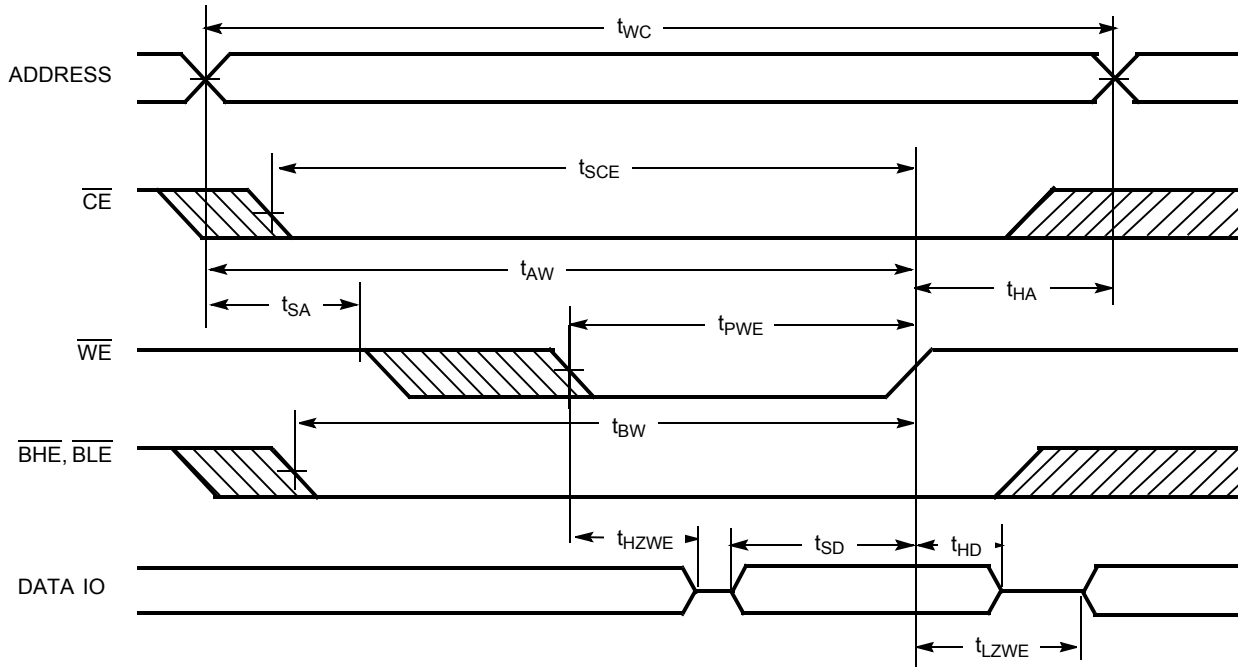 tWC
ADDRESS
tSCE
CE
tAW
tSA
tHA
tPWE
WE
tBW
BHE, BLE
tHZWE
tSD
tHD
DATA IO
tLZWE